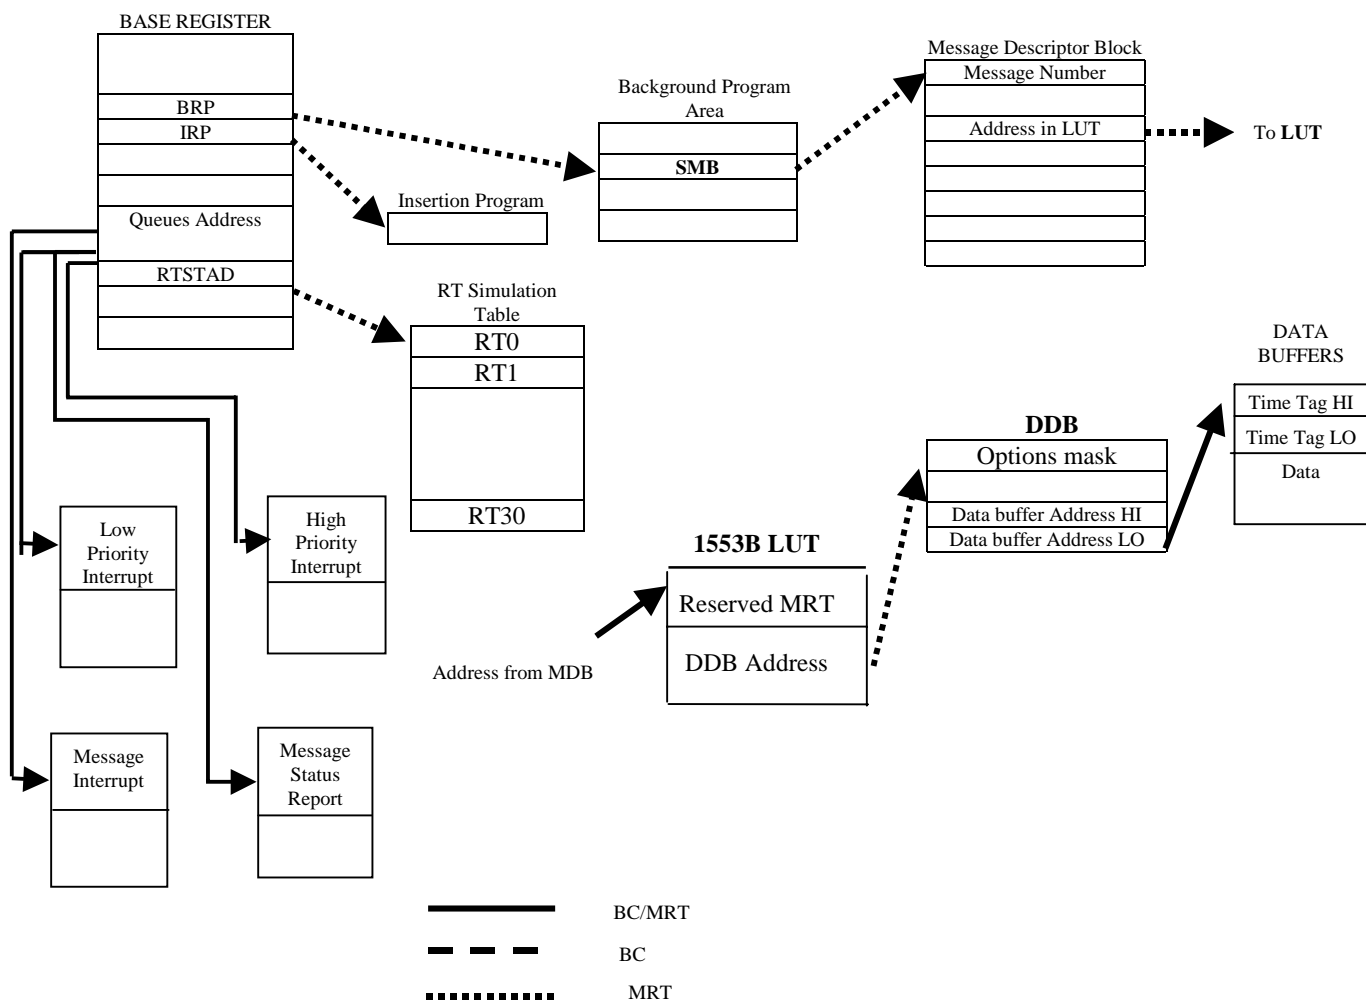 BASE REGISTER
BRP
IRP
Queues Address
RTSTAD
Background Program
Area
SMB
Insertion Program
Message Descriptor Block
Message Number
Address in LUT
To LUT
RT Simulation
Table
RT0
RT1
RT30
DATA
BUFFERS
Time Tag HI
Time Tag LO
Data
DDB
Options mask
Data buffer Address HI
Data buffer Address LO
1553B LUT
Reserved MRT
DDB Address
Address from MDB
Low
Priority
Interrupt
High
Priority
Interrupt
Message
Interrupt
Message
Status
Report
BC/MRT
BC
MRT